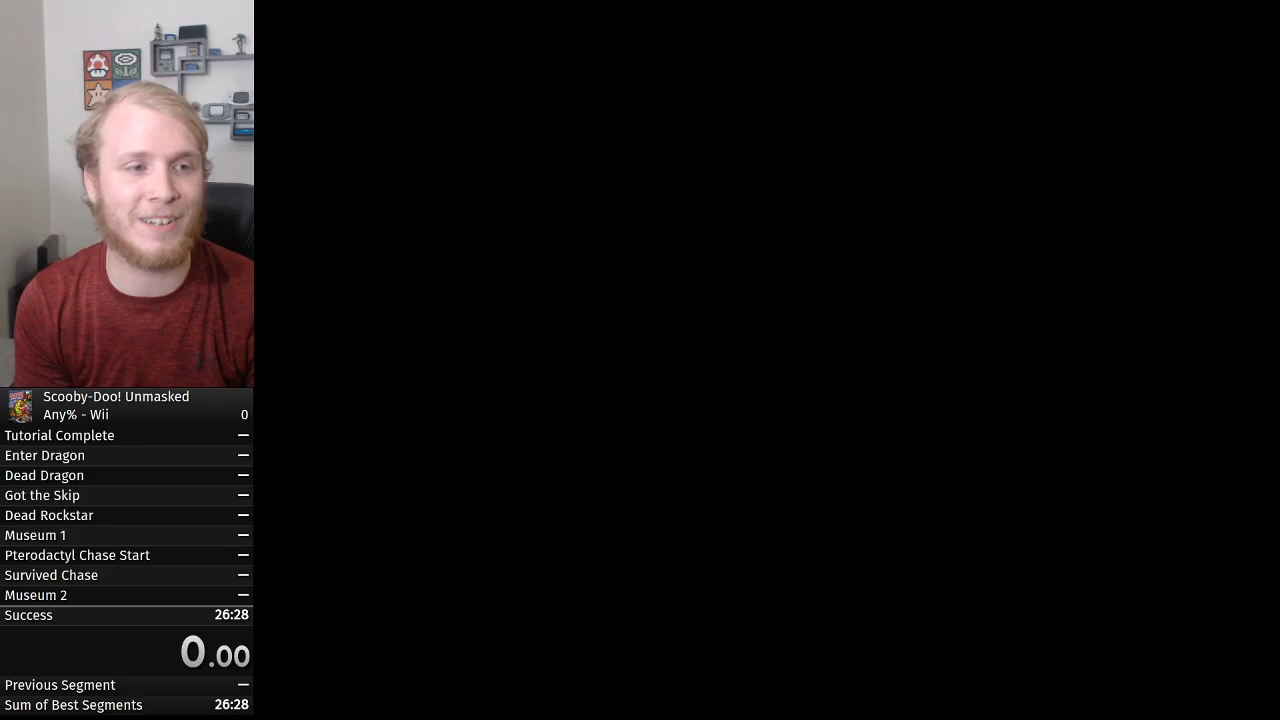 Scooby-Doo! Unmasked
Any% - Wii 0
Tutorial Complete —
Enter Dragon —
Dead Dragon —
Got the Skip —
Dead Rockstar —
Museum 1 —
Pterodactyl Chase Start —
Survived Chase —
Museum 2 —
Success 26:28
0.00
Previous Segment —
Sum of Best Segments 26:28